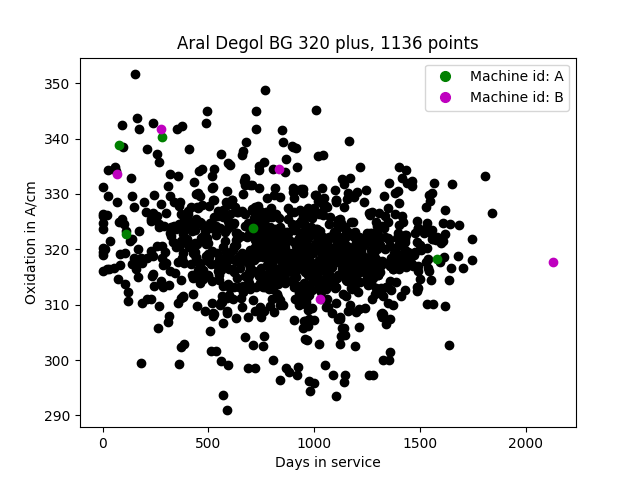 Aral Degol BG 320 plus, 1136 points
Machine id: A
Machine id: B
Oxidation in A/cm
350
340
330
320
310
300
290
0 500 1000 1500 2000
Days in service